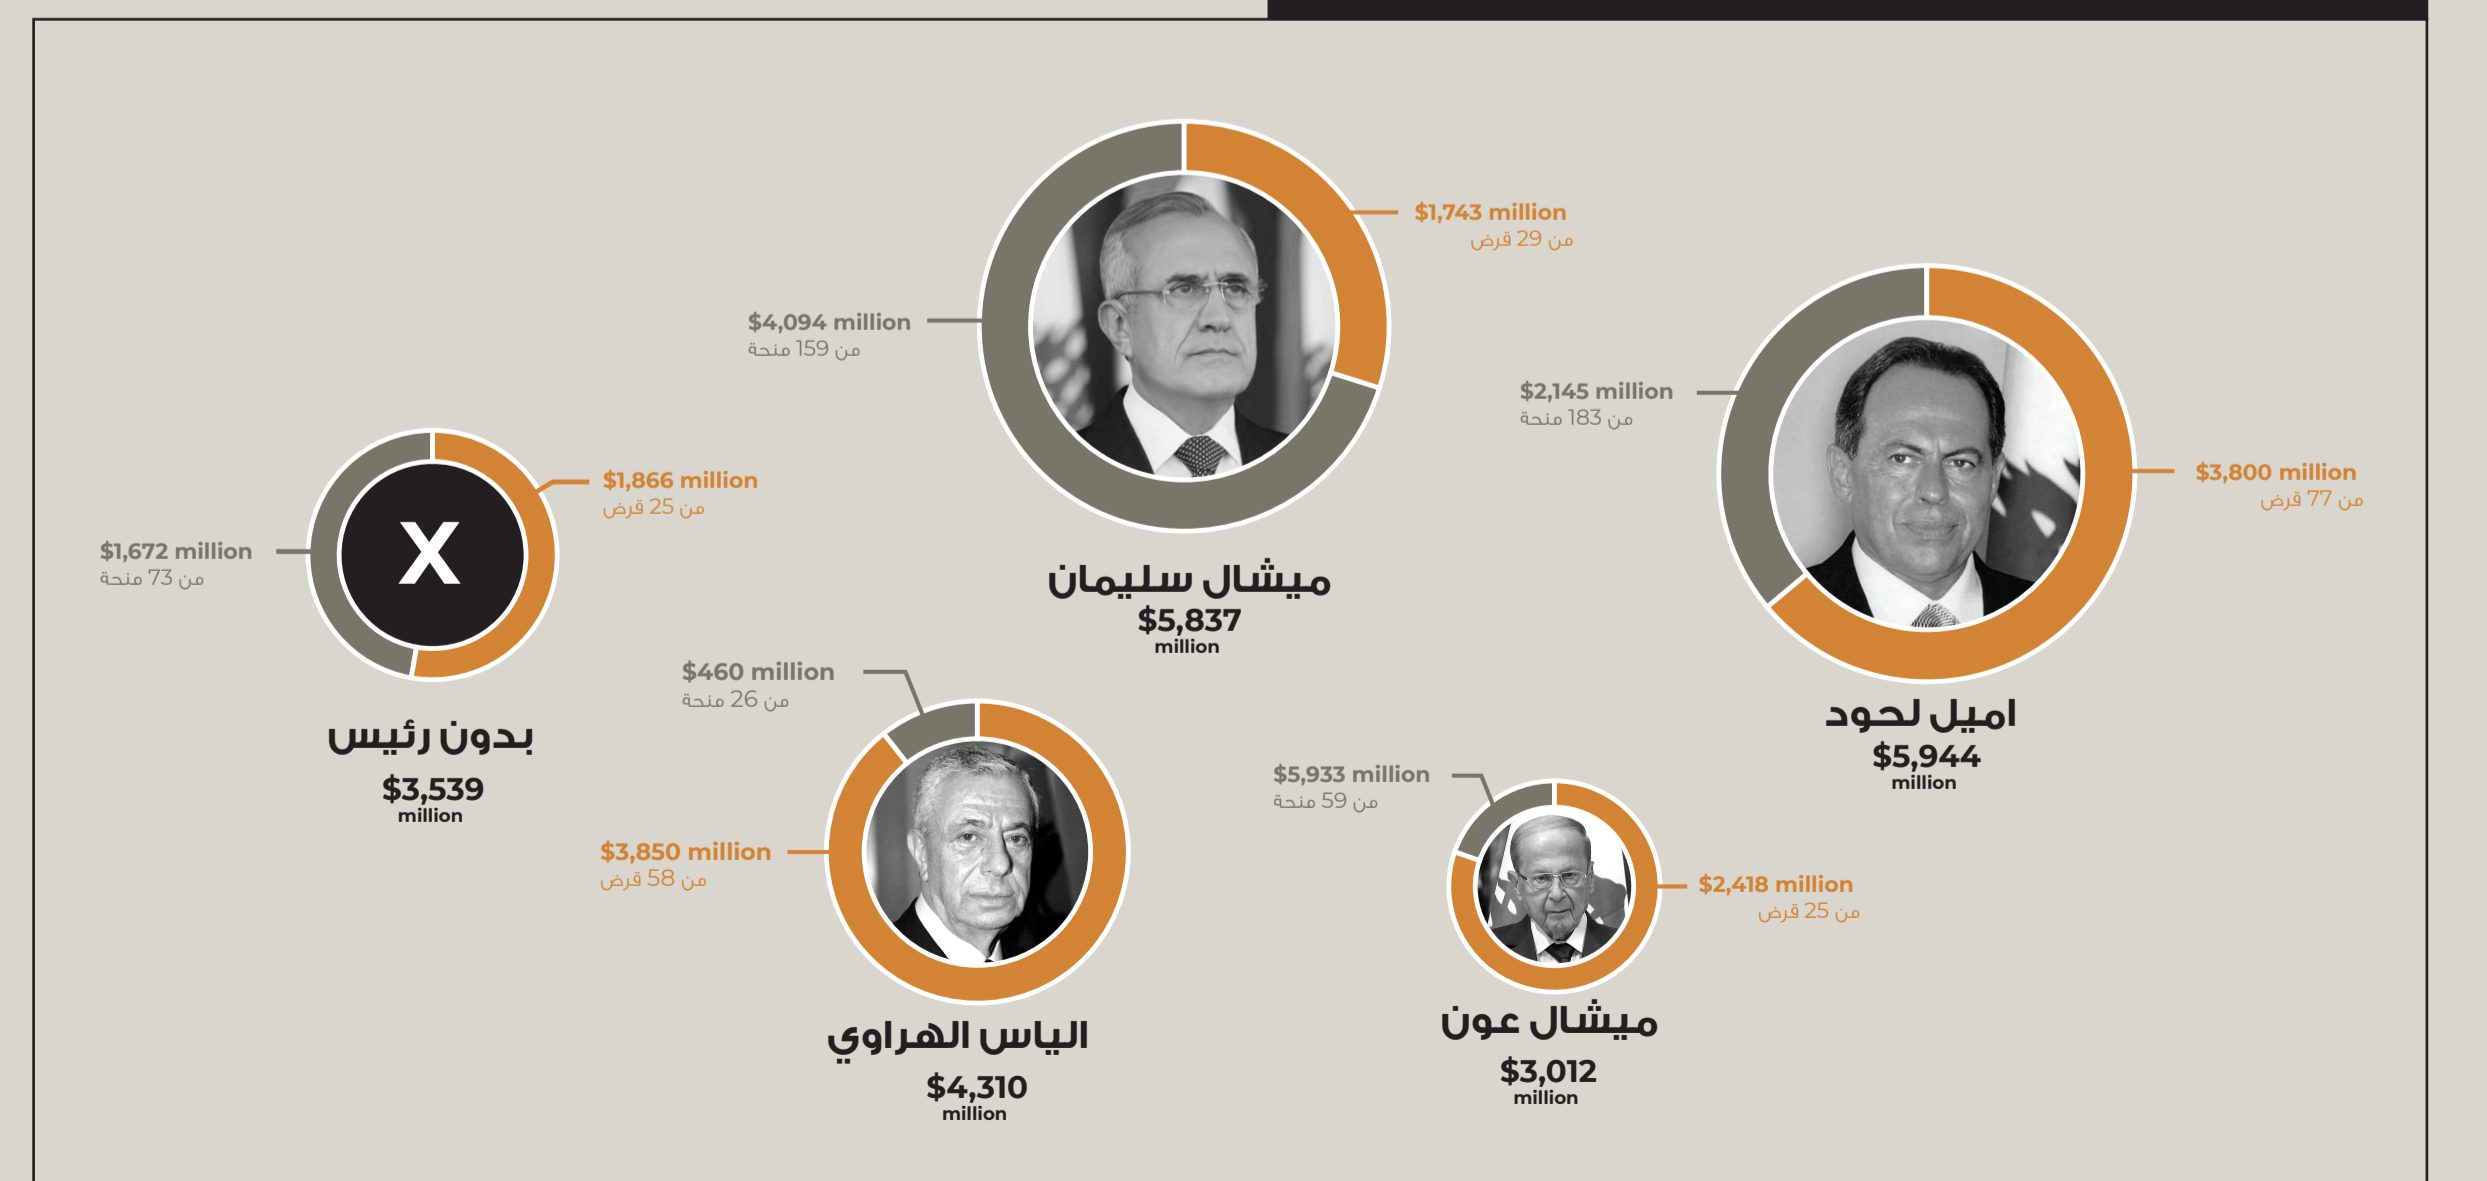 $1,743 million
من 29 قرض
$4,094 million
من 159 منحة
ميشال سليمان
$5,837
million
$2,145 million
من 183 منحة
$3,800 million
من 77 قرض
اميل لحود
$5,944
million
$1,866 million
من 25 قرض
$1,672 million
من 73 منحة
X
بدون رئيس
$3,539
million
$460 million
من 26 منحة
$3,850 million
من 58 قرض
الياس الهراوي
$4,310
million
$5,933 million
من 59 منحة
$2,418 million
من 25 قرض
ميشال عون
$3,012
million